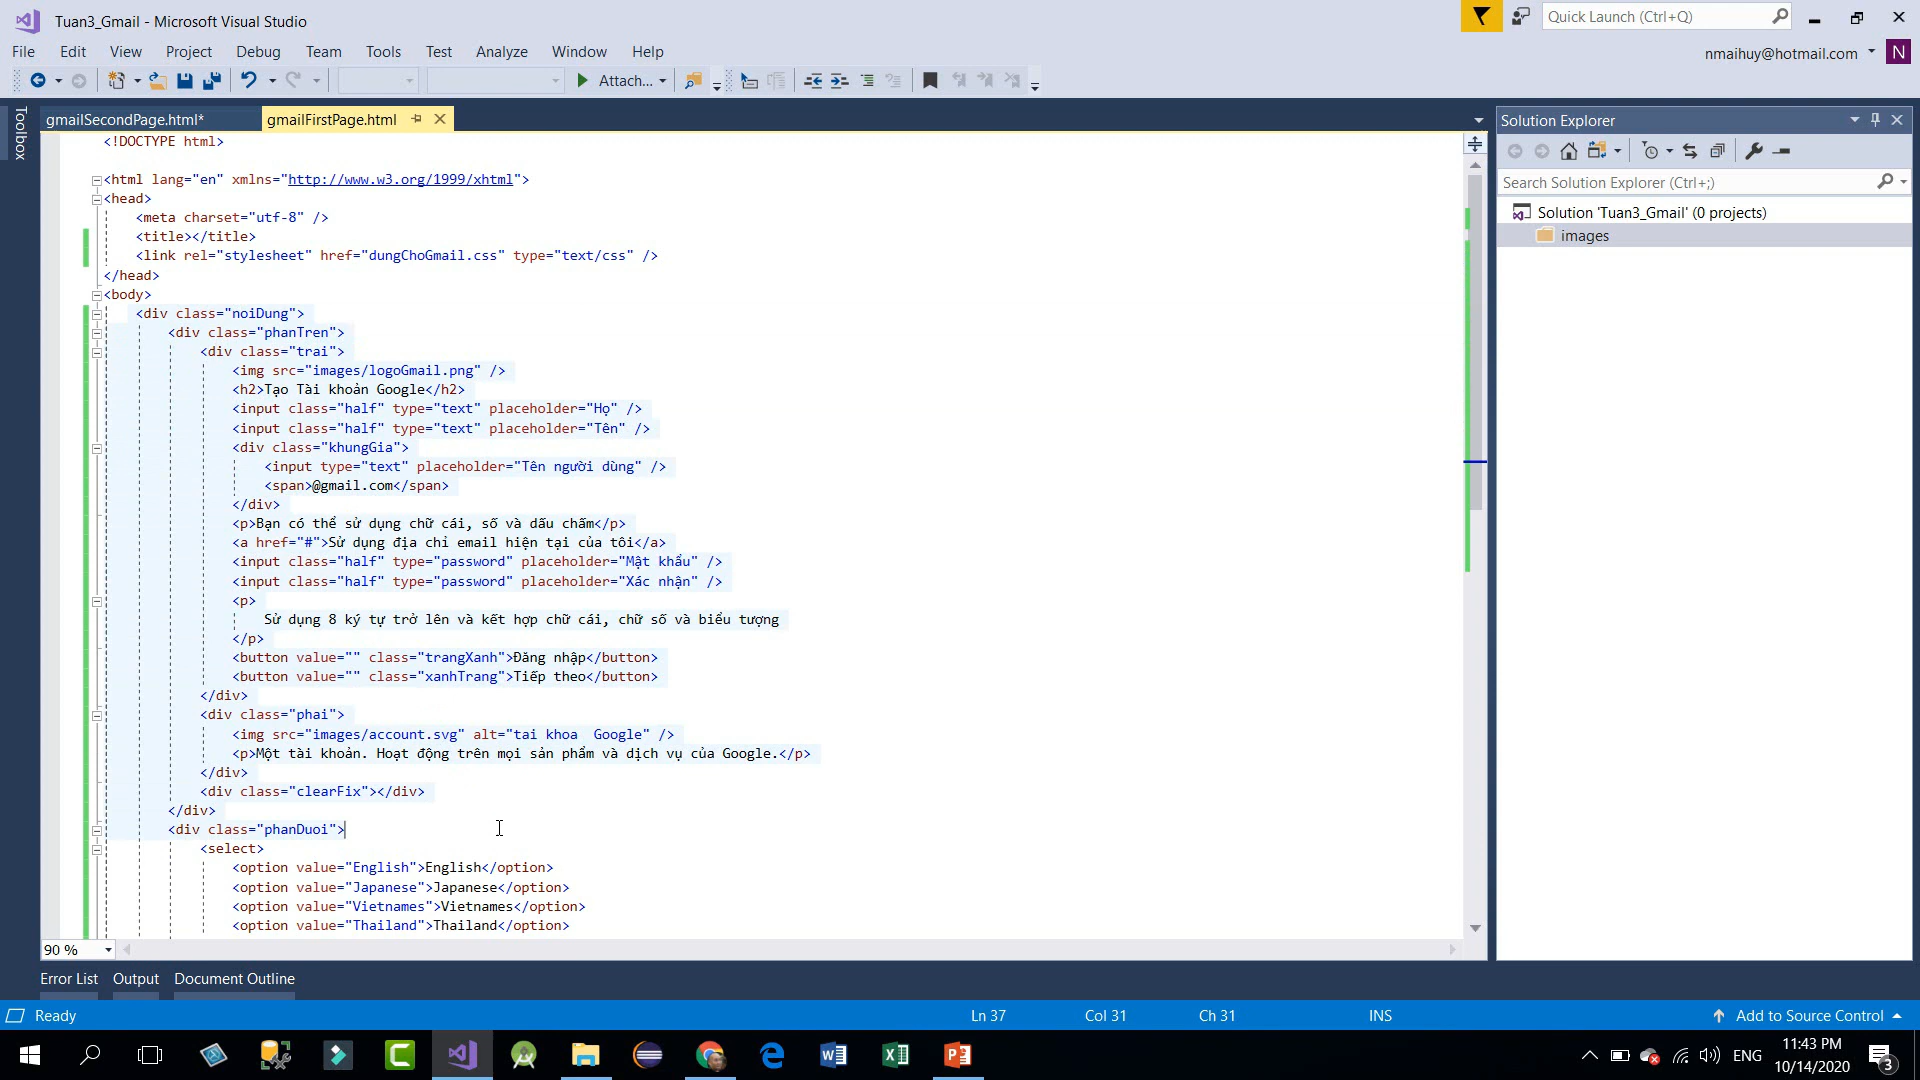 Tuan3_Gmail - Microsoft Visual Studio
Quick Launch (Ctrl+Q)
File Edit View Project Debug Team Tools Test Analyze Window Help
nmaihuy@hotmail.com N
Attach...
Toolbox
gmailSecondPage.html*
gmailFirstPage.html
<!DOCTYPE html>
<html lang="en" xmlns="http://www.w3.org/1999/xhtml">
<head>
<meta charset="utf-8" />
<title></title>
<link rel="stylesheet" href="dungChoGmail.css" type="text/css" />
</head>
<body>
<div class="noiDung">
<div class="phanTren">
<div class="trai">
<img src="images/logoGmail.png" />
<h2>Tạo Tài khoản Google</h2>
<input class="half" type="text" placeholder="Họ" />
<input class="half" type="text" placeholder="Tên" />
<div class="khungGia">
<input type="text" placeholder="Tên người dùng" />
<span>@gmail.com</span>
</div>
<p>Bạn có thể sử dụng chữ cái, số và dấu chấm</p>
<a href="#">Sử dụng địa chỉ email hiện tại của tôi</a>
<input class="half" type="password" placeholder="Mật khẩu" />
<input class="half" type="password" placeholder="Xác nhận" />
<p>
Sử dụng 8 ký tự trở lên và kết hợp chữ cái, chữ số và biểu tượng
</p>
<button value="" class="trangXanh">Đăng nhập</button>
<button value="" class="xanhTrang">Tiếp theo</button>
</div>
<div class="phai">
<img src="images/account.svg" alt="tai khoa  Google" />
<p>Một tài khoản. Hoạt động trên mọi sản phẩm và dịch vụ của Google.</p>
</div>
<div class="clearFix"></div>
</div>
<div class="phanDuoi">
<select>
<option value="English">English</option>
<option value="Japanese">Japanese</option>
<option value="Vietnames">Vietnames</option>
<option value="Thailand">Thailand</option>
90 %
Solution Explorer
Search Solution Explorer (Ctrl+;)
Solution 'Tuan3_Gmail' (0 projects)
images
Error List Output Document Outline
Ready Ln 37 Col 31 Ch 31 INS Add to Source Control
ENG
11:43 PM
10/14/2020
3